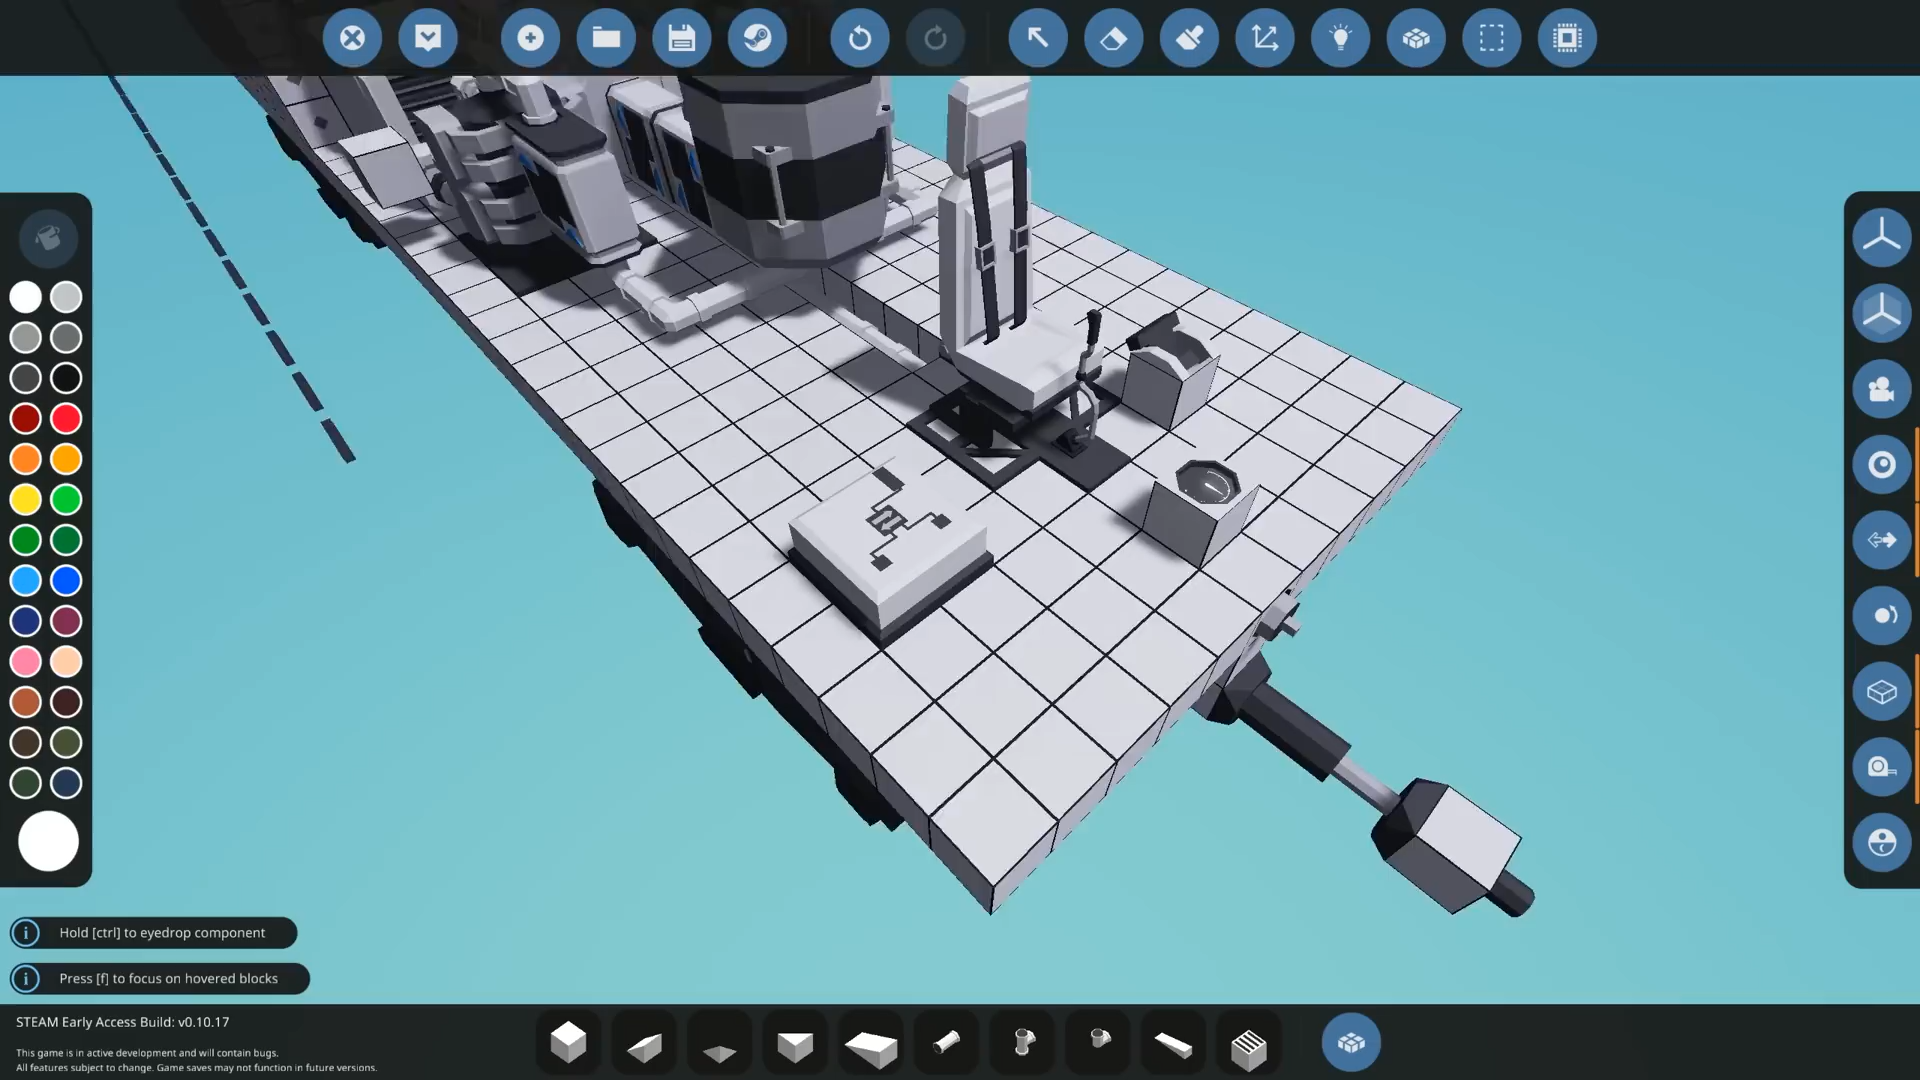 Hold [ctrl] to eyedrop component
Press [f] to focus on hovered blocks
STEAM Early Access Build: v0.10.17
This game is in active development and will contain bugs.
All features subject to change. Game saves may not function in future versions.